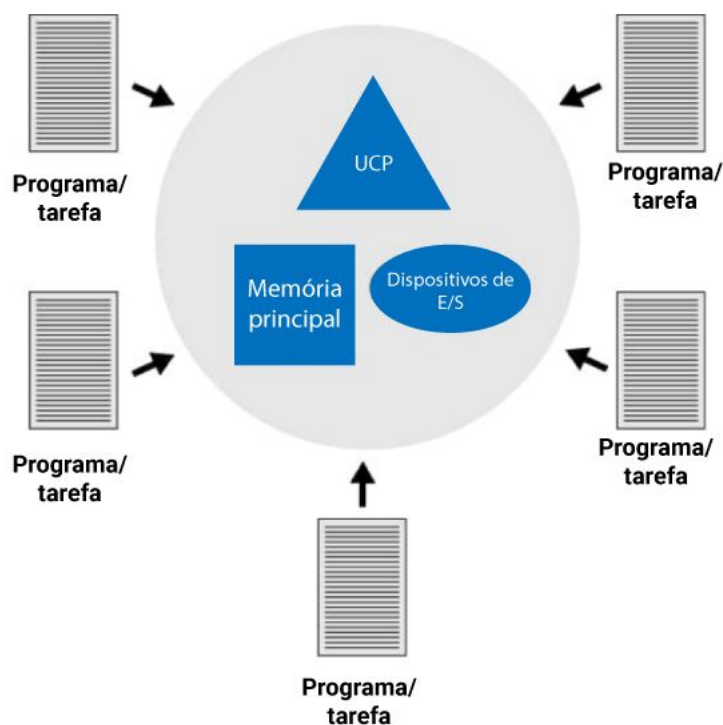 Programa/
tarefa
Programa/
tarefa
UCP
Memória
principal
Dispositivos de
E/S
Programa/
tarefa
Programa/
tarefa
Programa/
tarefa